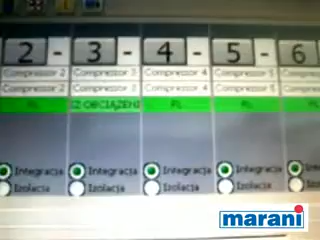 2 - 3 - 4 - 5 - 6
Compressor 2 Compressor 3 Compressor 4 Compressor 5
Compressor 2 Compressor 3 Compressor 4 Compressor 5
FL Z OBCIĄŻENI FL FL
Integracja Integracja Integracja Integracja
Izolacja Izolacja Izolacja Izolacja
marani